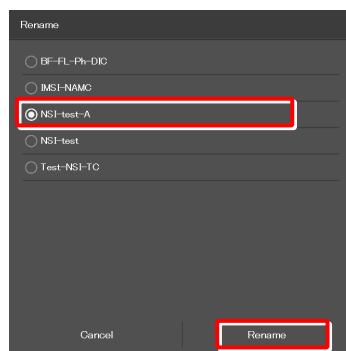 Rename
BF-FL-Ph-DIC
IMSI-NAMC
NSI-test-A
NSI-test
Test-NSI-TC
Cancel
Rename